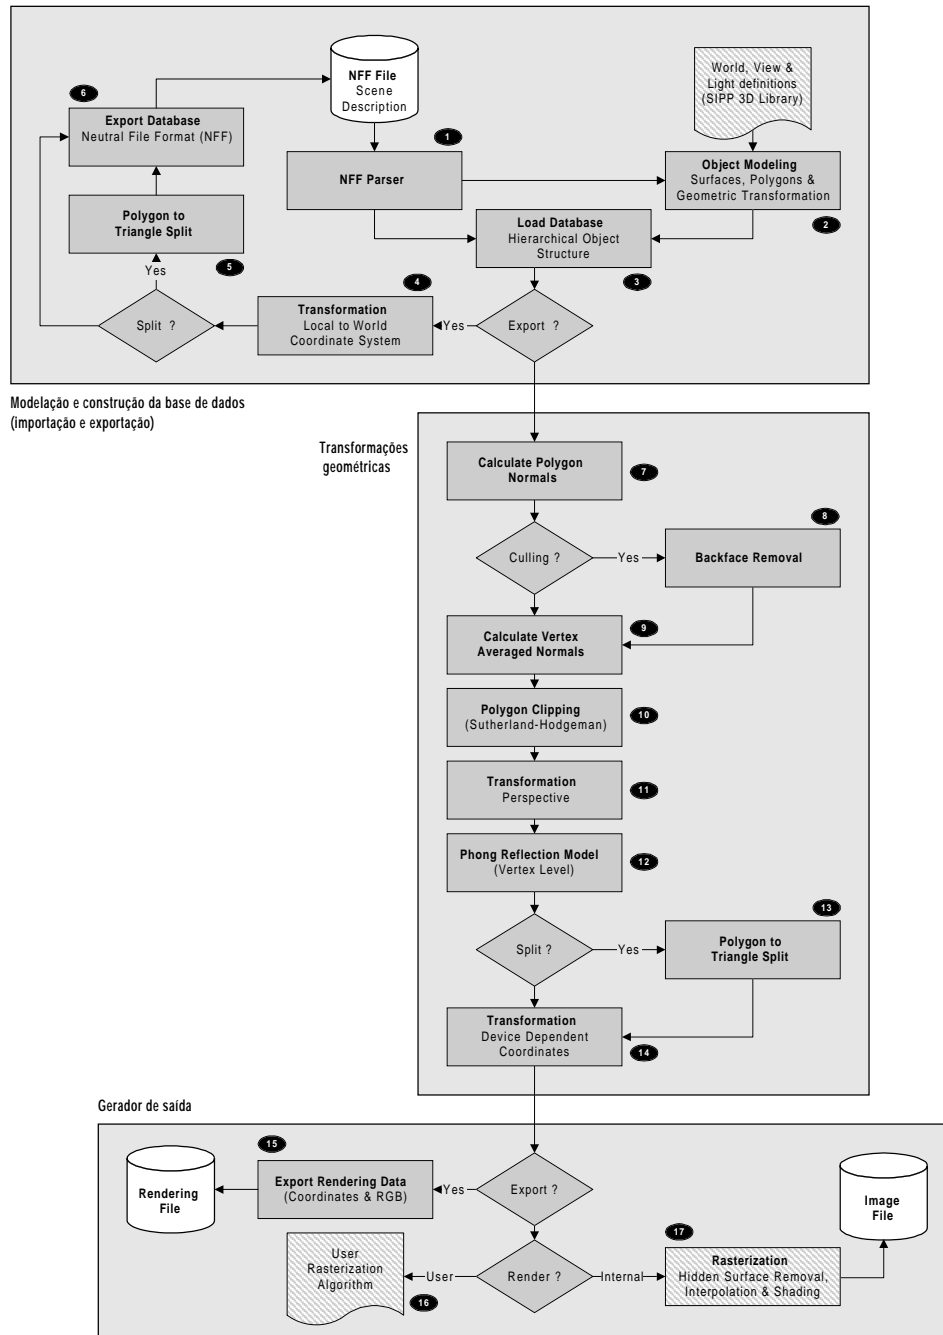 NFF File
Scene
Description
World, View &
Light definitions
(SIPP 3D Library)
6
Export Database
Neutral File Format (NFF)
1
NFF Parser
Object Modeling
Surfaces, Polygons &
Geometric Transformation
2
Polygon to
Triangle Split
5
Load Database
Hierarchical Object
Structure
3
Yes
4
Split ?
Transformation
Local to World
Coordinate System
Yes
Export ?
Modelação e construção da base de dados
(importação e exportação)
Transformações
geométricas
Calculate Polygon
Normals
7
8
Culling ?
Yes
Backface Removal
Calculate Vertex
Averaged Normals
9
Polygon Clipping
(Sutherland-Hodgeman)
10
Transformation
Perspective
11
Phong Reflection Model
(Vertex Level)
12
13
Split ?
Yes
Polygon to
Triangle Split
Transformation
Device Dependent
Coordinates
14
Gerador de saída
15
Rendering
File
Export Rendering Data
(Coordinates & RGB)
Yes
Export ?
Image
File
User
Rasterization
Algorithm
16
User
Render ?
Internal
17
Rasterization
Hidden Surface Removal,
Interpolation & Shading